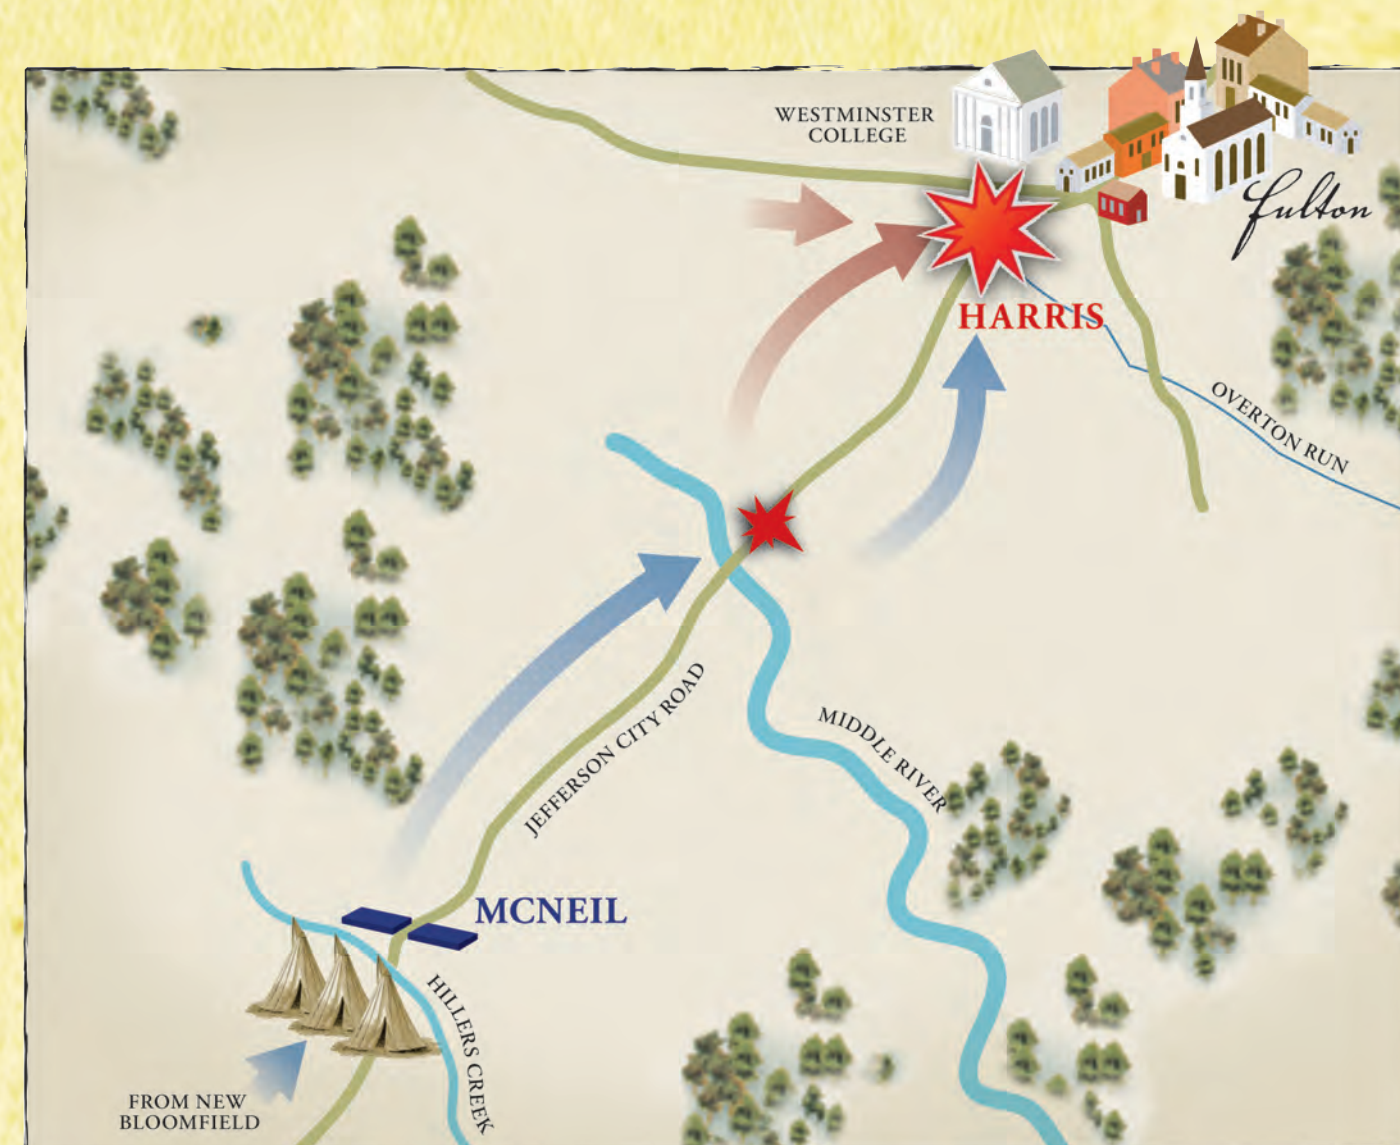 WESTMINSTER
COLLEGE
fulton
HARRIS
OVERTON RUN
JEFFERSON CITY ROAD
MIDDLE RIVER
MCNEIL
HILLERS CREEK
FROM NEW
BLOOMFIELD